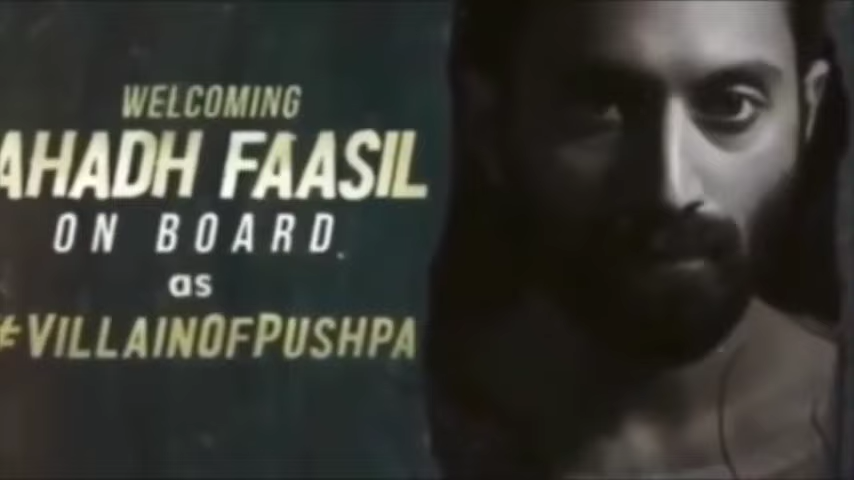 WELCOMING
AHADH FAASIL
ON BOARD.
as
#VILLAINOFPUSHPA